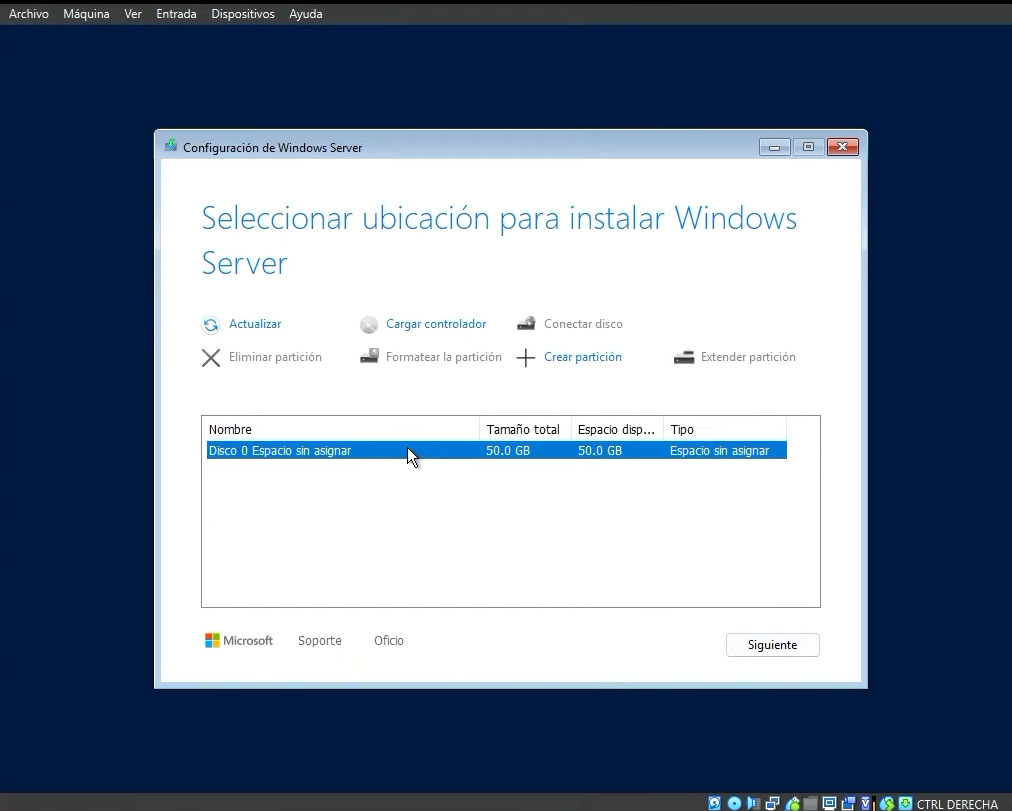 Archivo Máquina Ver Entrada Dispositivos Ayuda
Configuración de Windows Server
Seleccionar ubicación para instalar Windows
Server
Actualizar Cargar controlador Conectar disco
Eliminar partición Formatear la partición Crear partición Extender partición
Nombre Tamaño total Espacio disp... Tipo
Disco 0 Espacio sin asignar 50.0 GB 50.0 GB Espacio sin asignar
Microsoft Soporte Oficio Siguiente
CTRL DERECHA